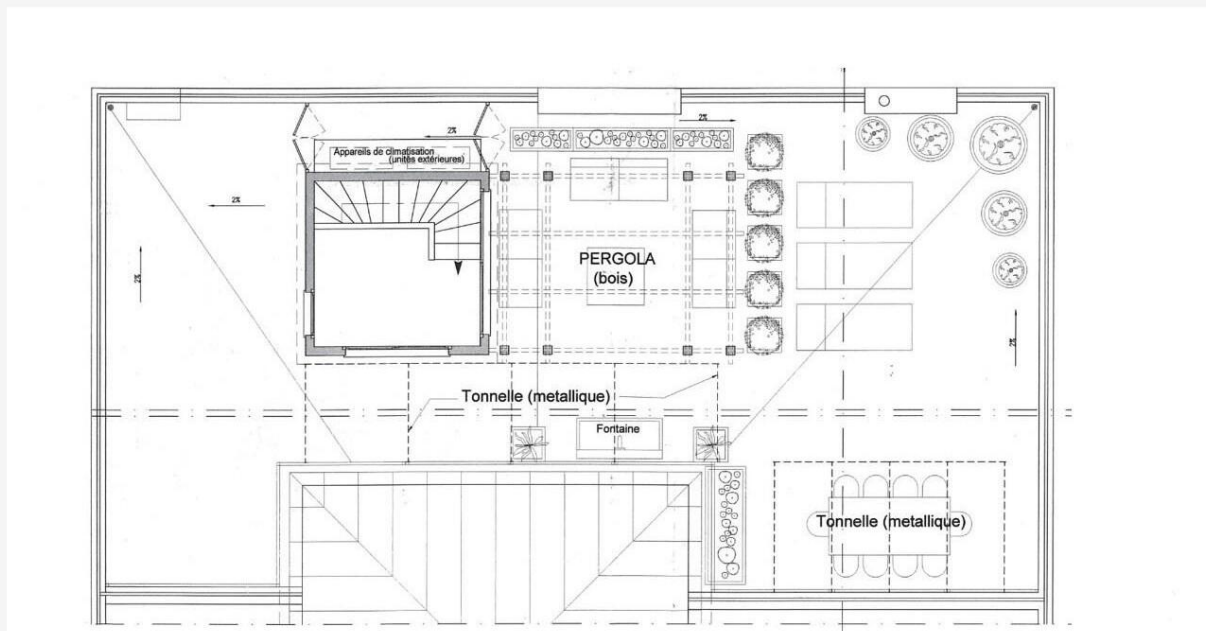 2%
2%
Appareils de climatisation
(unités extérieures)
2%
2%
PERGOLA
(bois)
2%
Tonnelle (metallique)
Fontaine
Tonnelle (metallique)